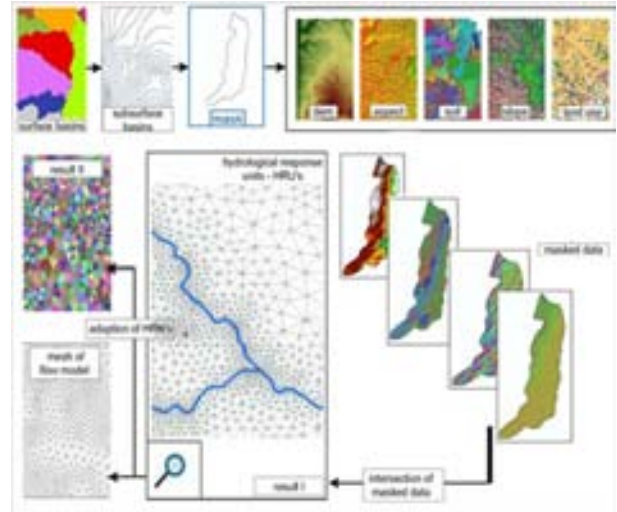 surface basins
subsurface
basins
mask
dem
aspect
soil
slope
land use
result II
hydrological response
units - HRU's
masked data
adaption of HRU's
mesh of
flow model
intersection of
masked data
result I